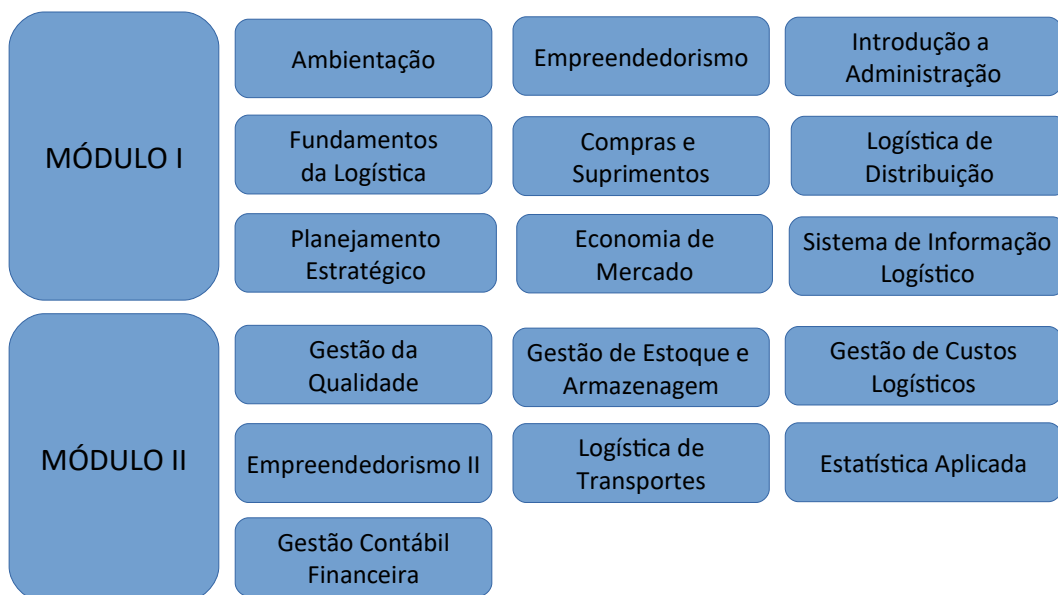 MÓDULO I
Ambientação
Empreendedorismo
Introdução a
Administração
Fundamentos
da Logística
Compras e
Suprimentos
Logística de
Distribuição
Planejamento
Estratégico
Economia de
Mercado
Sistema de Informação
Logístico
MÓDULO II
Gestão da
Qualidade
Gestão de Estoque e
Armazenagem
Gestão de Custos
Logísticos
Empreendedorismo II
Logística de
Transportes
Estatística Aplicada
Gestão Contábil
Financeira